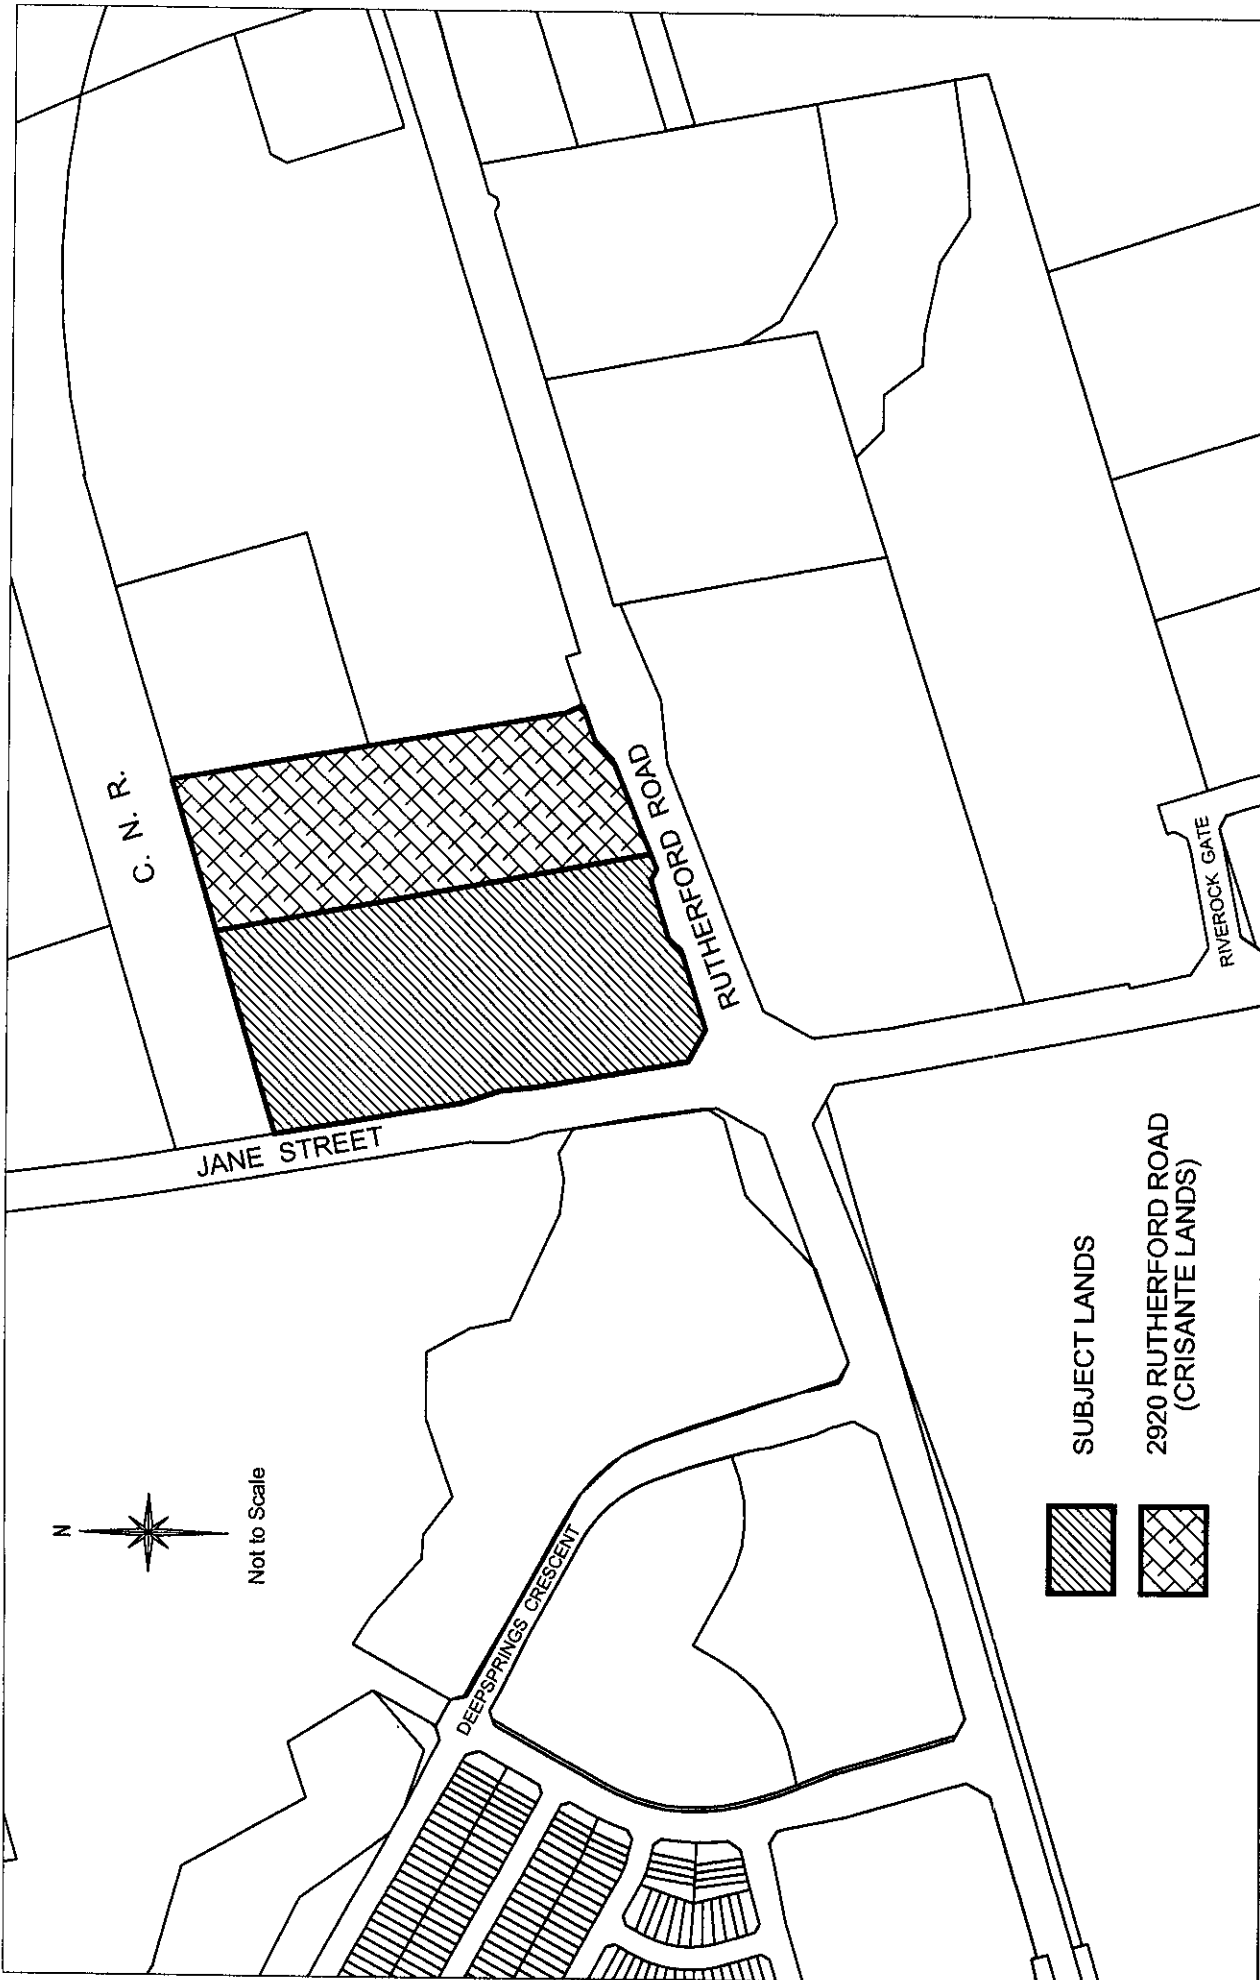 N
Not to Scale
C. N. R.
JANE STREET
RUTHERFORD ROAD
DEEPSPRINGS CRESCENT
RIVEROCK GATE
SUBJECT LANDS
2920 RUTHERFORD ROAD
(CRISANTE LANDS)